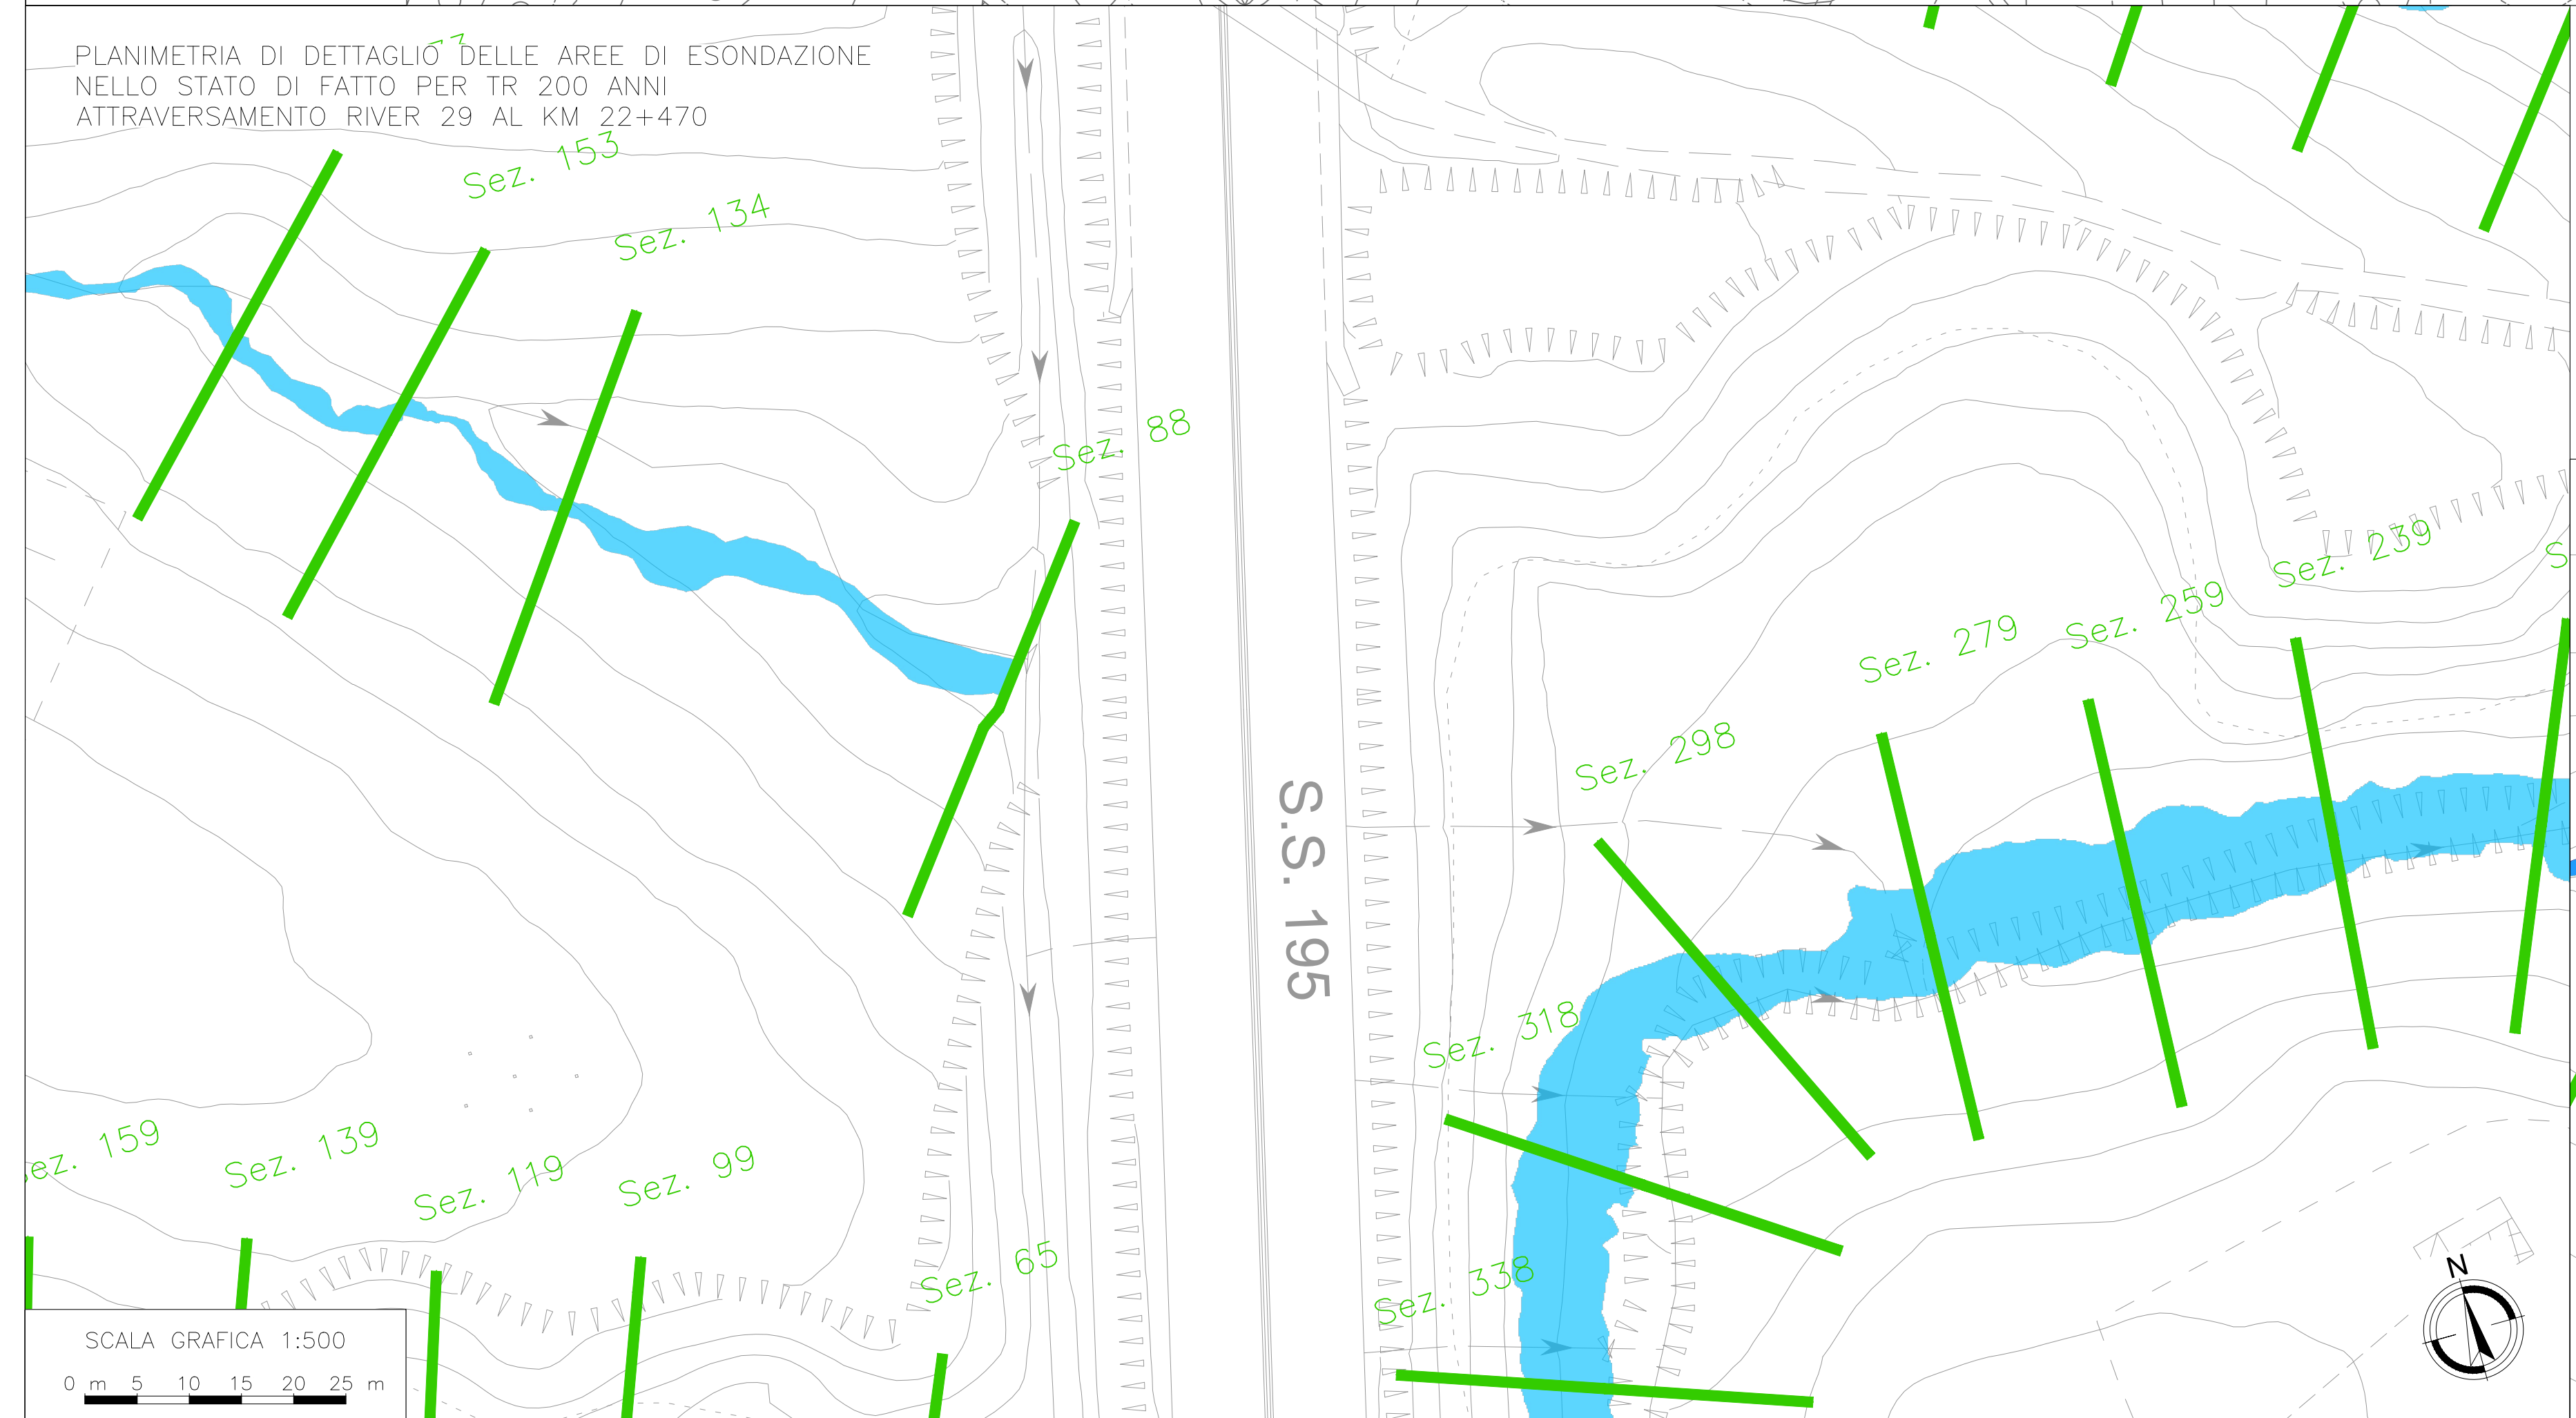 PLANIMETRIA DI DETTAGLIO DELLE AREE DI ESONDAZIONE
NELLO STATO DI FATTO PER TR 200 ANNI
ATTRAVERSAMENTO RIVER 29 AL KM 22+470
Sez. 153
Sez. 134
Sez. 88
Sez. 239
Sez. 259
Sez. 279
Sez. 298
S.S. 195
Sez. 318
Sez. 338
ez. 159
Sez. 139
Sez. 119
Sez. 99
Sez. 65
N
SCALA GRAFICA 1:500
0 m 5 10 15 20 25 m